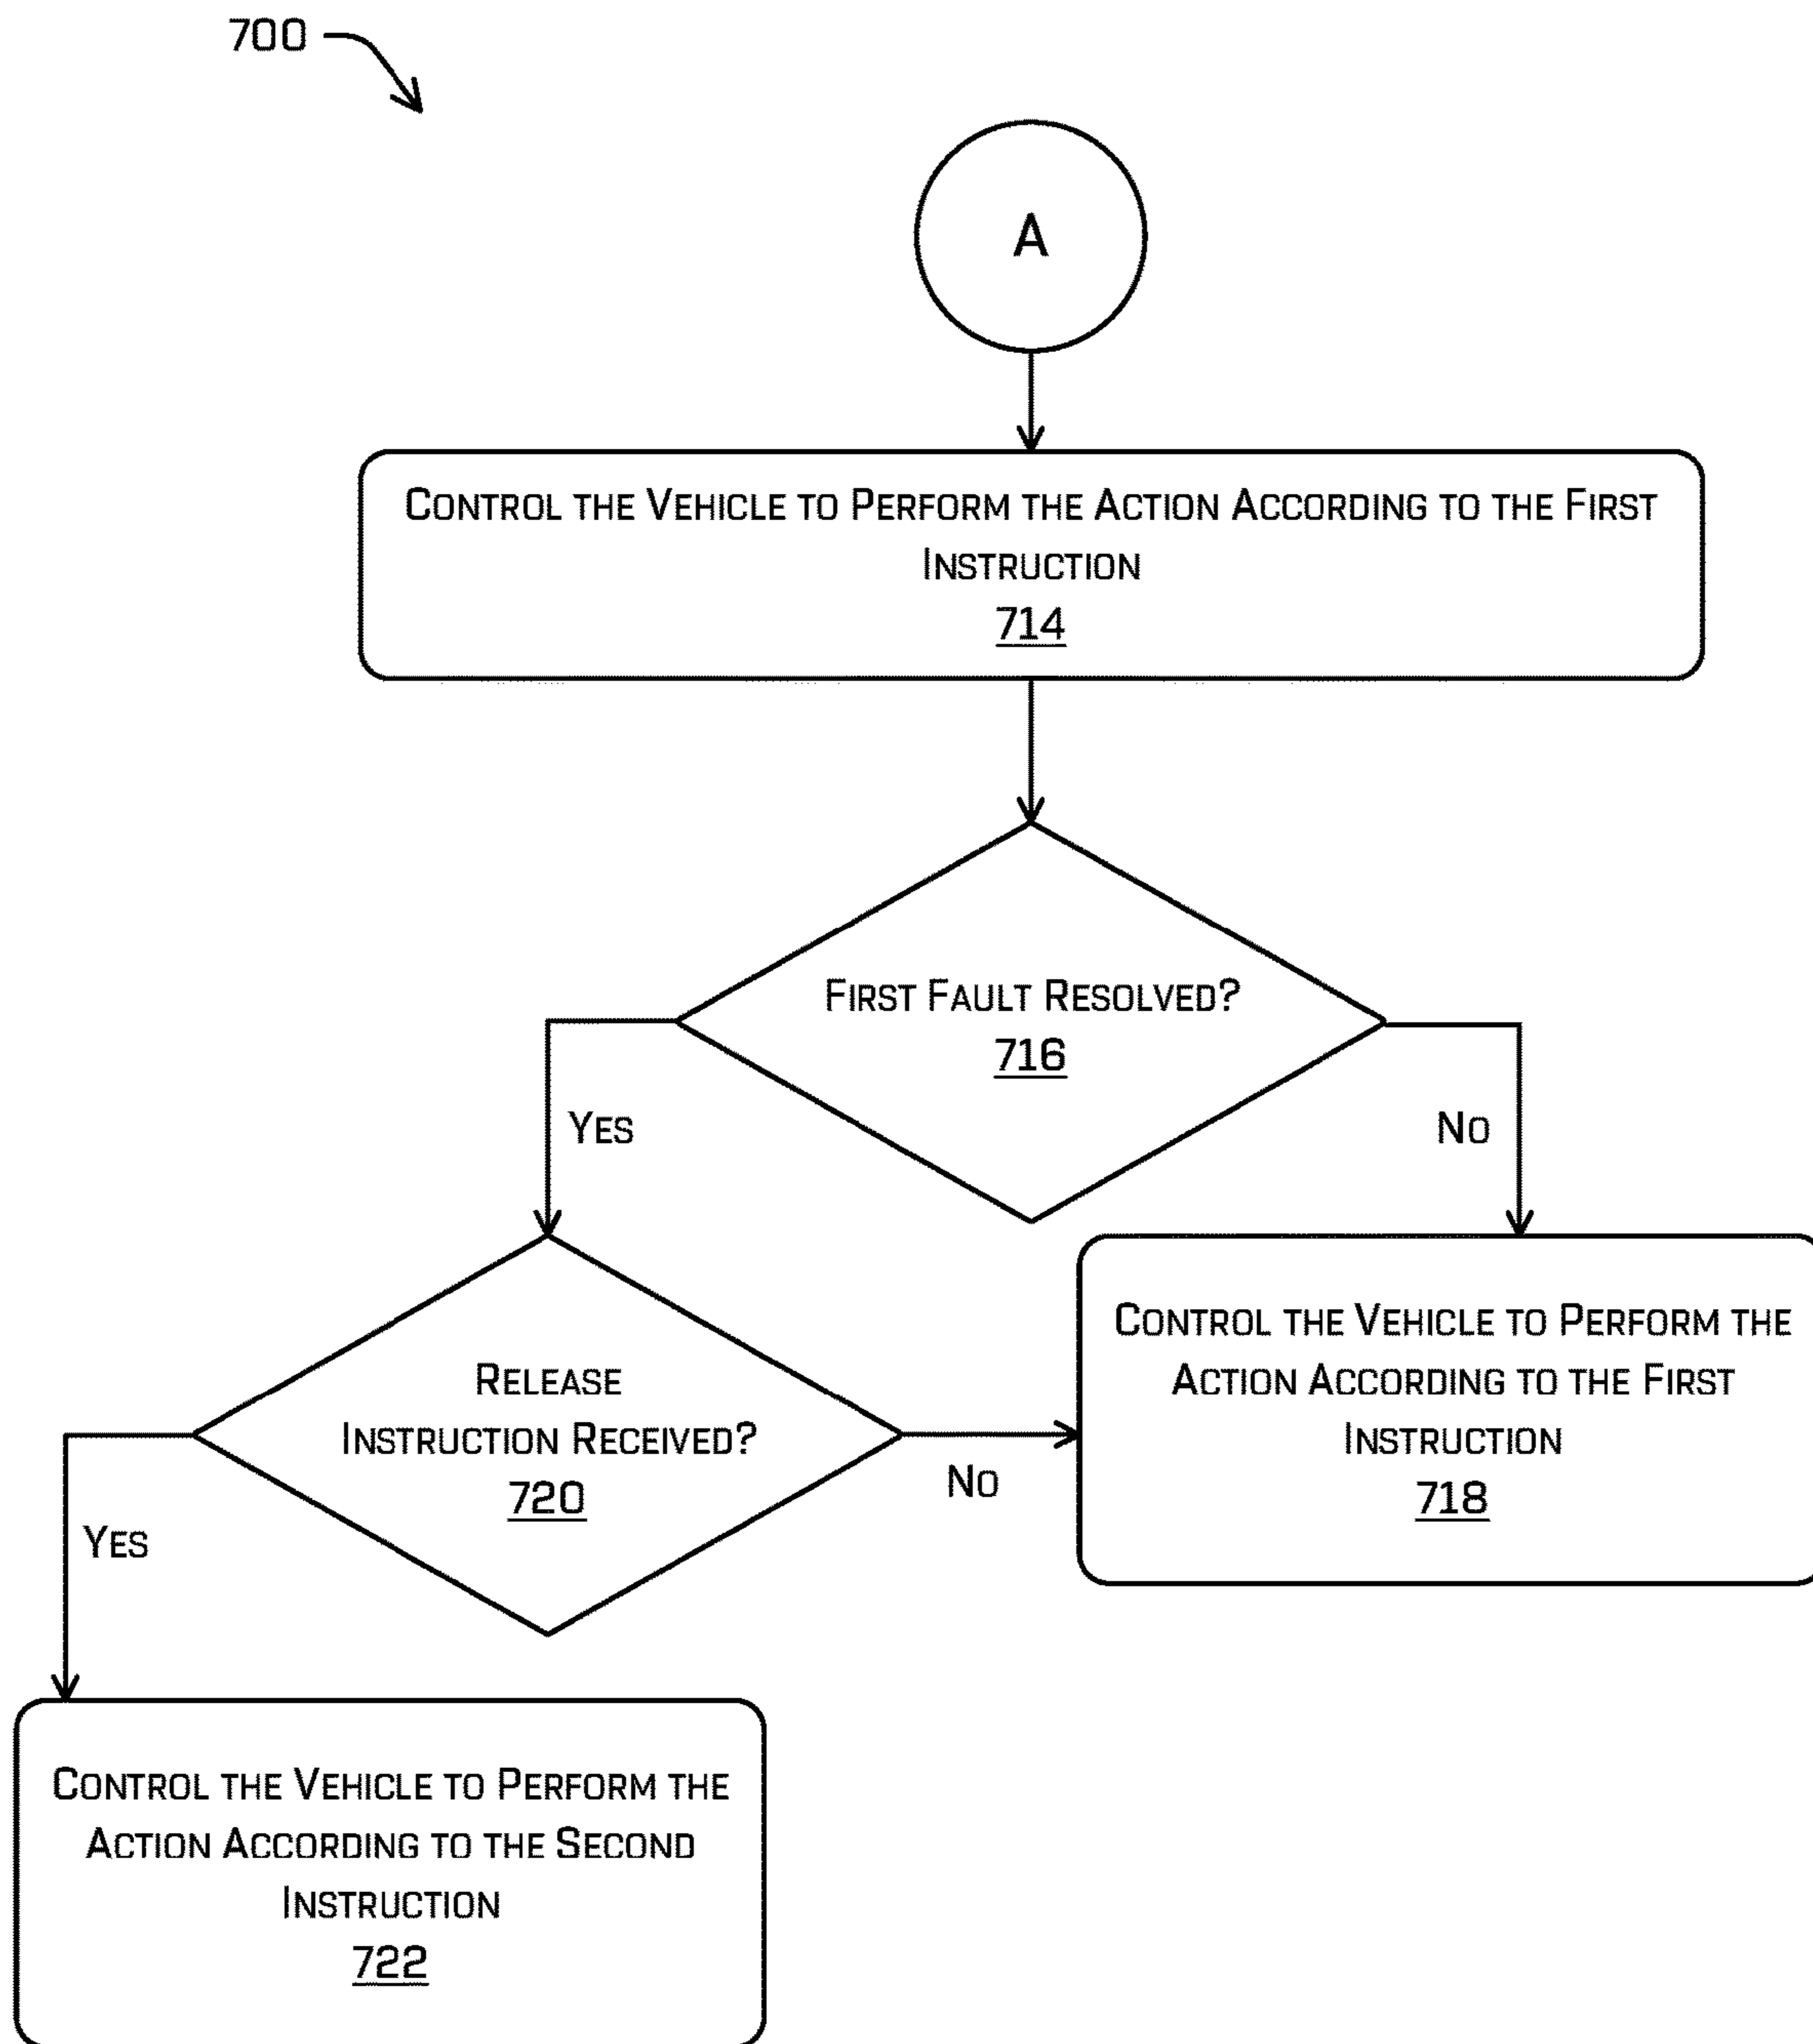 700
A
Control the Vehicle to Perform the Action According to the First
Instruction
714
First Fault Resolved?
716
Yes
No
Release
Instruction Received?
720
Yes
No
Control the Vehicle to Perform the
Action According to the First
Instruction
718
Control the Vehicle to Perform the
Action According to the Second
Instruction
722